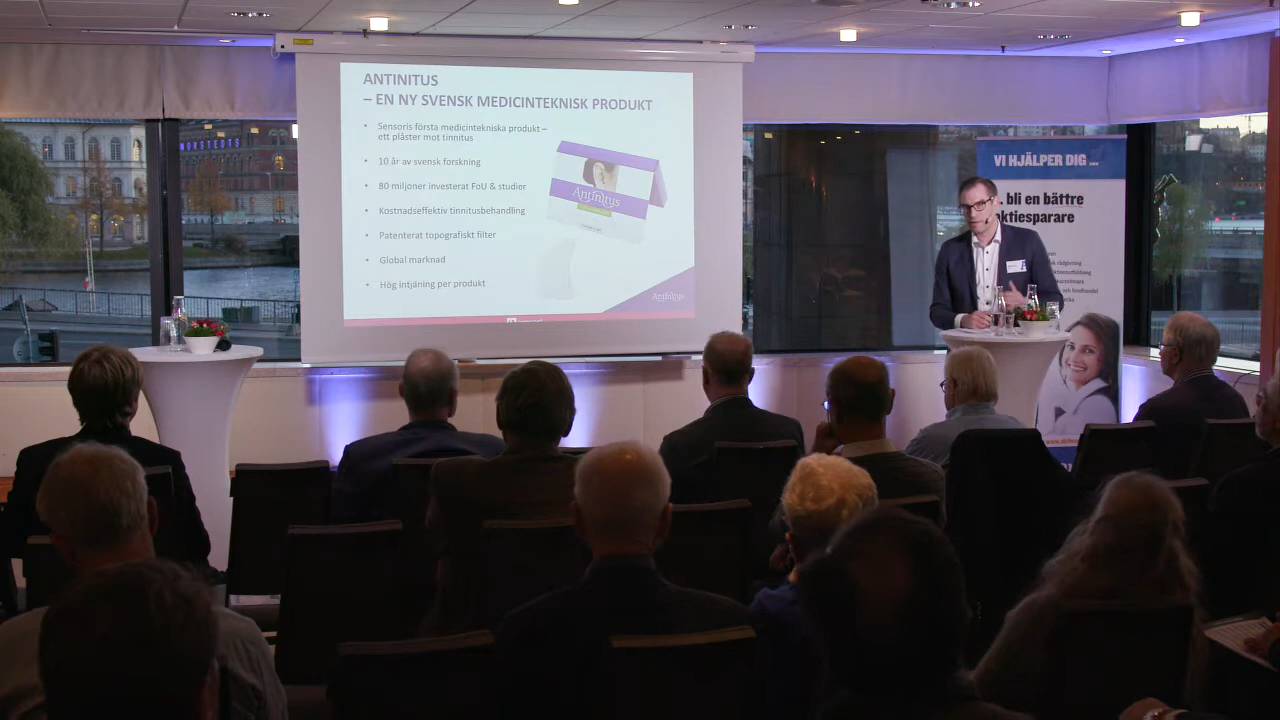 ANTINITUS
– EN NY SVENSK MEDICINTEKNISK PRODUKT
• Sensoris första medicintekniska produkt –
ett plåster mot tinnitus
• 10 år av svensk forskning
• 80 miljoner investerat FoU & studier
• Kostnadseffektiv tinnitusbehandling
• Patenterat topografiskt filter
• Global marknad
• Hög intjäning per produkt
Antinitus
Antinitus
NORSTEDTS
VI HJÄLPER DIG ...
bli en bättre
ktiesparare